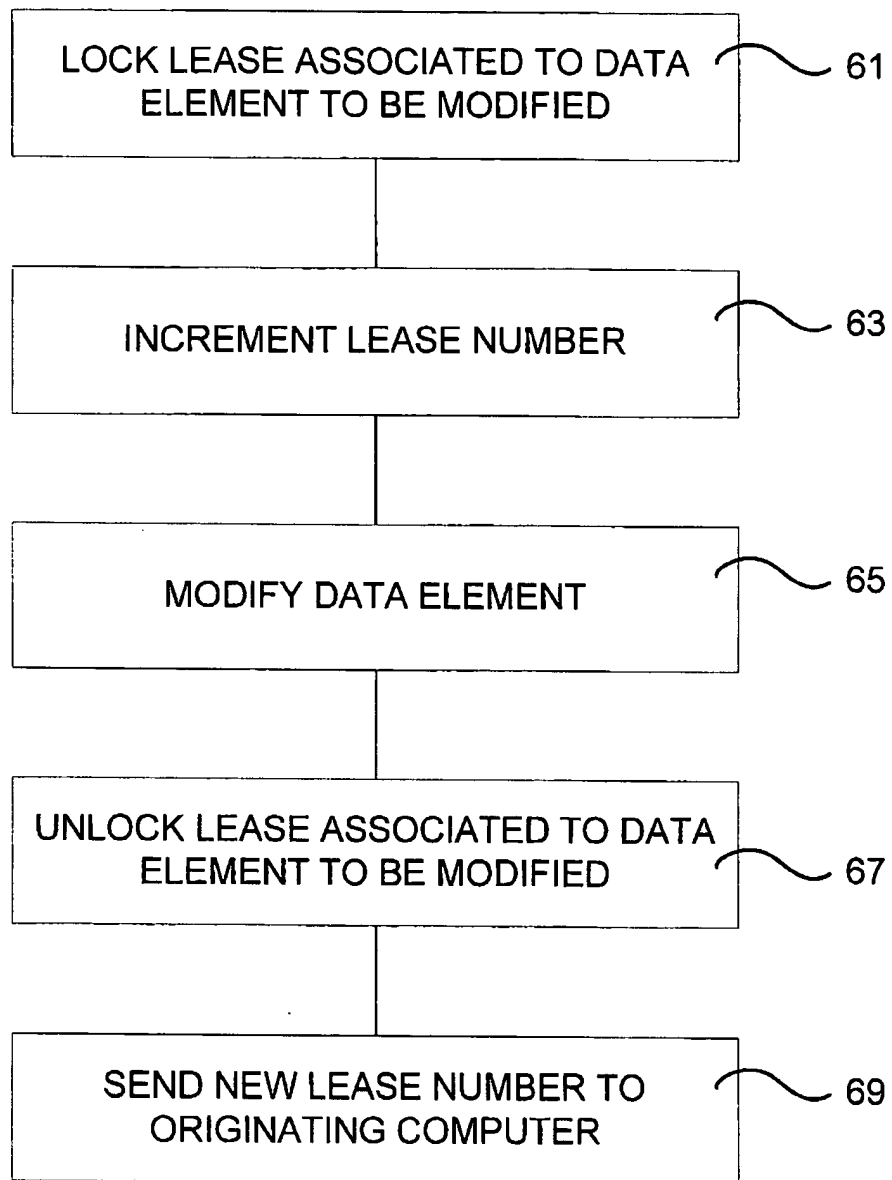 LOCK LEASE ASSOCIATED TO DATA
ELEMENT TO BE MODIFIED
61
INCREMENT LEASE NUMBER
63
MODIFY DATA ELEMENT
65
UNLOCK LEASE ASSOCIATED TO DATA
ELEMENT TO BE MODIFIED
67
SEND NEW LEASE NUMBER TO
ORIGINATING COMPUTER
69